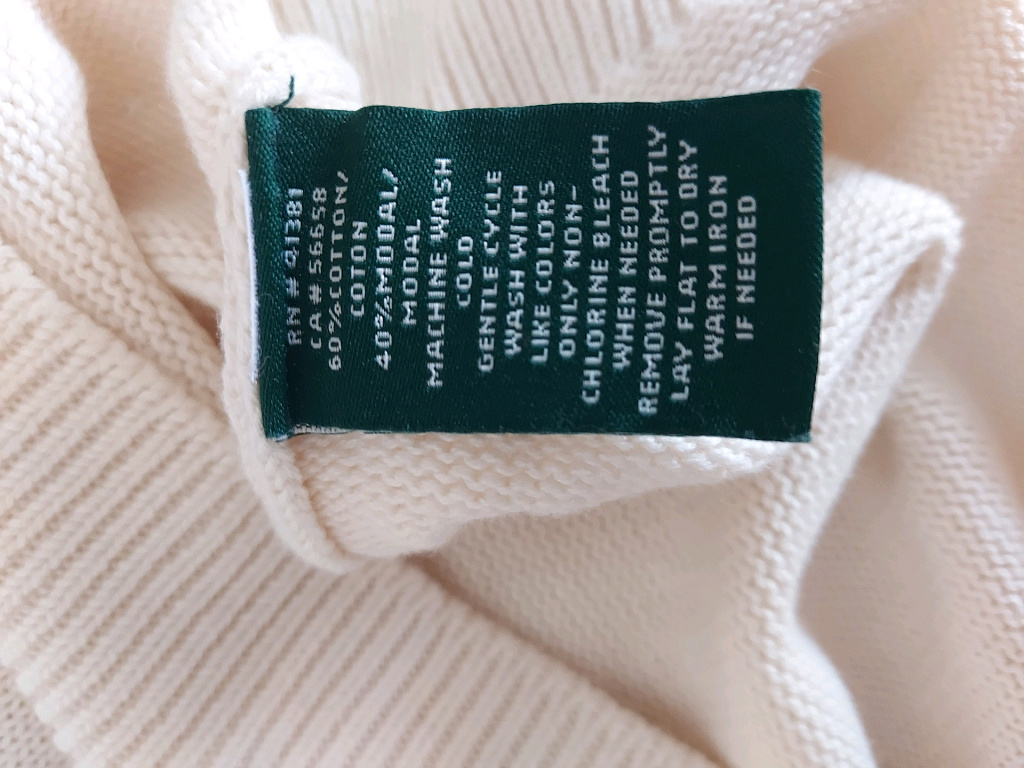 RN# 41381
CA# 56658
60%COTTON/
COTON
40%MODAL/
MODAL
MACHINE WASH
COLD
GENTLE CYCLE
WASH WITH
LIKE COLORS
ONLY NON-
CHLORINE BLEACH
WHEN NEEDED
REMOVE PROMPTLY
LAY FLAT TO DRY
WARM IRON
IF NEEDED